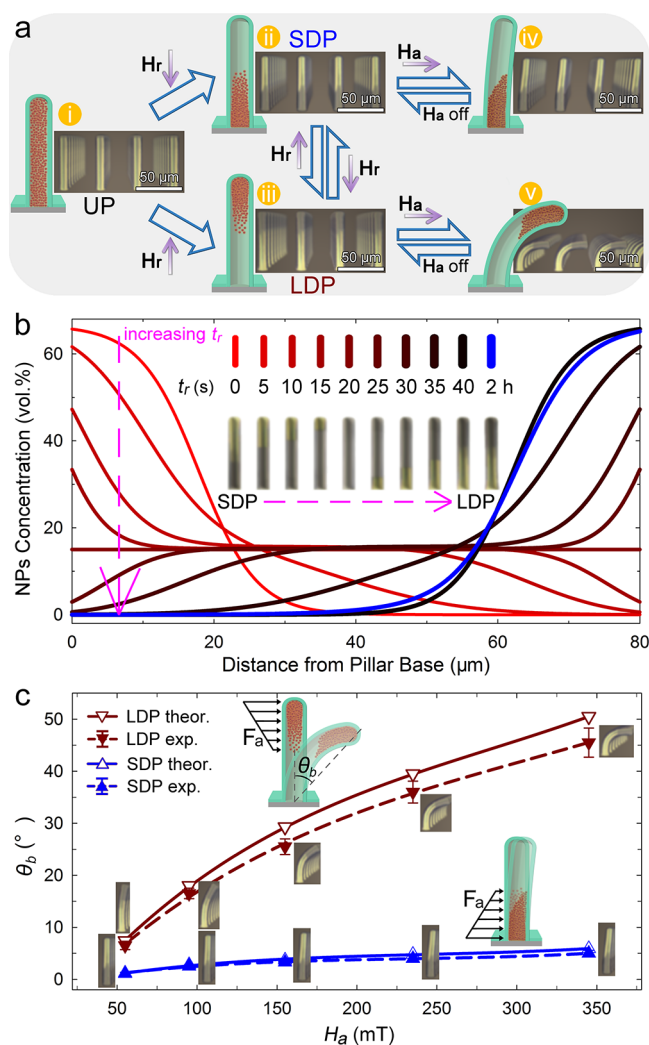 a
ii SDP
iv
Hr
Ha
i
Ha off
50 µm
50 µm
50 µm
Hr
Hr
UP
iii
v
Ha
Hr
Ha off
50 µm
50 µm
LDP
b
increasing tr
60
40
20
0
NPs Concentration (vol.%)
tr (s) 0 5 10 15 20 25 30 35 40 2 h
SDP LDP
0 20 40 60 80
Distance from Pillar Base (µm)
c
50
40
30
20
10
0
θb (°)
LDP theor.
LDP exp.
SDP theor.
SDP exp.
Fa
θb
Fa
50 100 150 200 250 300 350
Ha (mT)